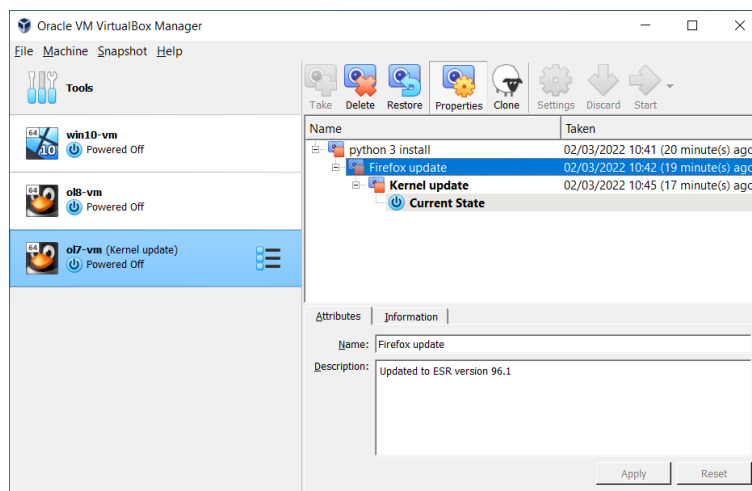 Oracle VM VirtualBox Manager
File Machine Snapshot Help
Tools
Take Delete Restore Properties Clone Settings Discard Start
Name Taken
64 win10-vm
10 Powered Off
64 ol8-vm
Powered Off
64 ol7-vm (Kernel update)
Powered Off
python 3 install 02/03/2022 10:41 (20 minute(s) ago
Firefox update 02/03/2022 10:42 (19 minute(s) ago
Kernel update 02/03/2022 10:45 (17 minute(s) ago
Current State
Attributes Information
Name: Firefox update
Description: Updated to ESR version 96.1
Apply Reset